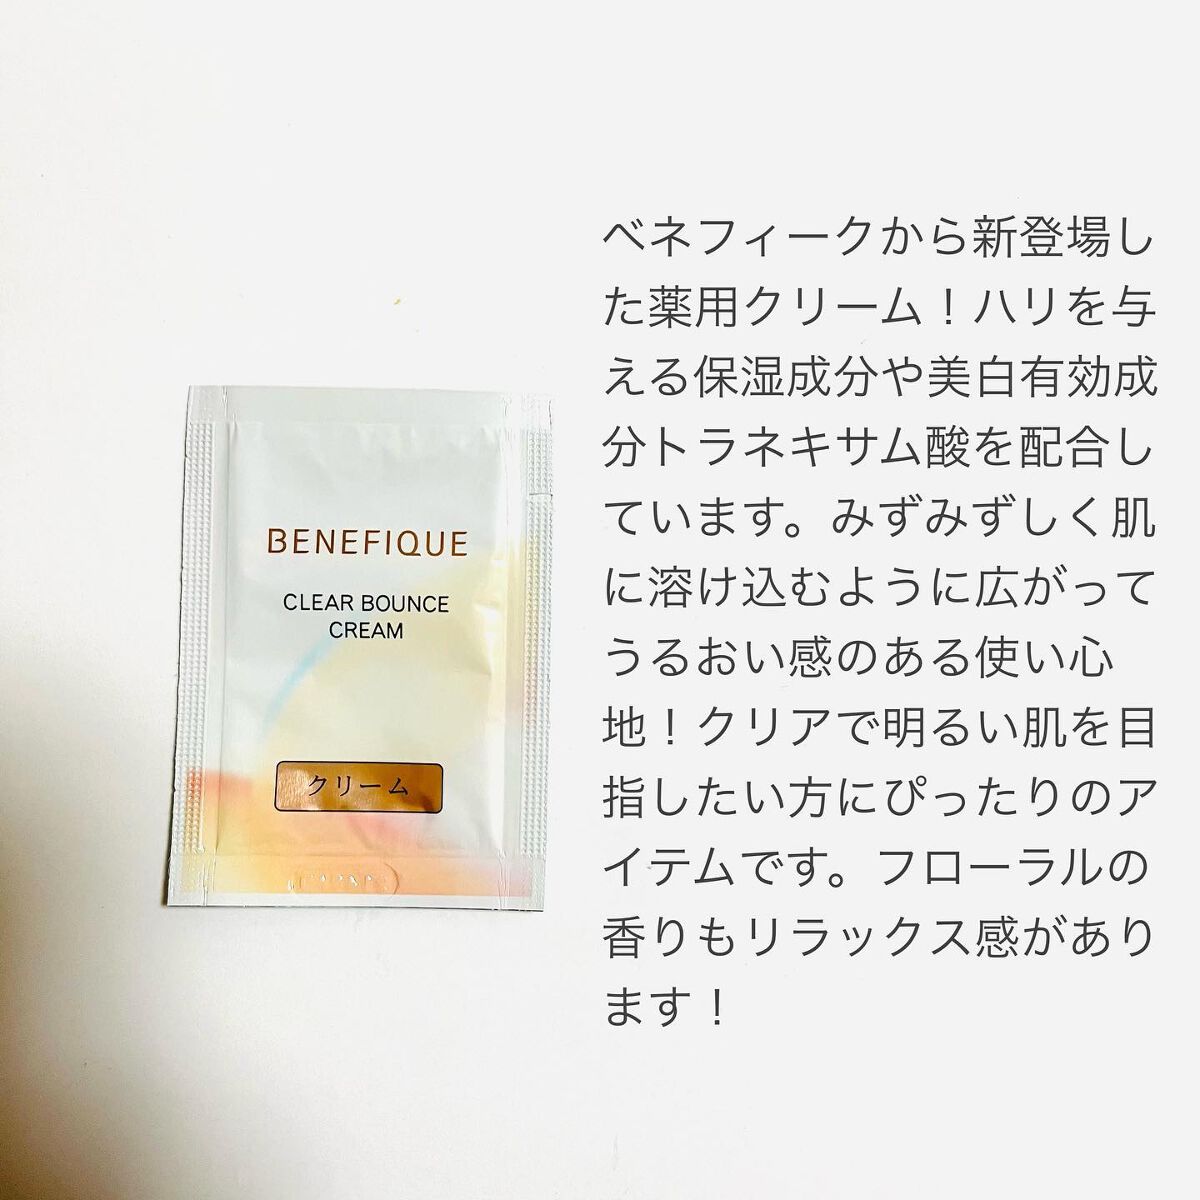 BENEFIQUE
CLEAR BOUNCE
CREAM
クリーム
ベネフィークから新登場し
た薬用クリーム！ハリを与
える保湿成分や美白有効成
分トラネキサム酸を配合し
ています。みずみずしく肌
に溶け込むように広がって
うるおい感のある使い心
地！クリアで明るい肌を目
指したい方にぴったりのア
イテムです。フローラルの
香りもリラックス感があり
ます！